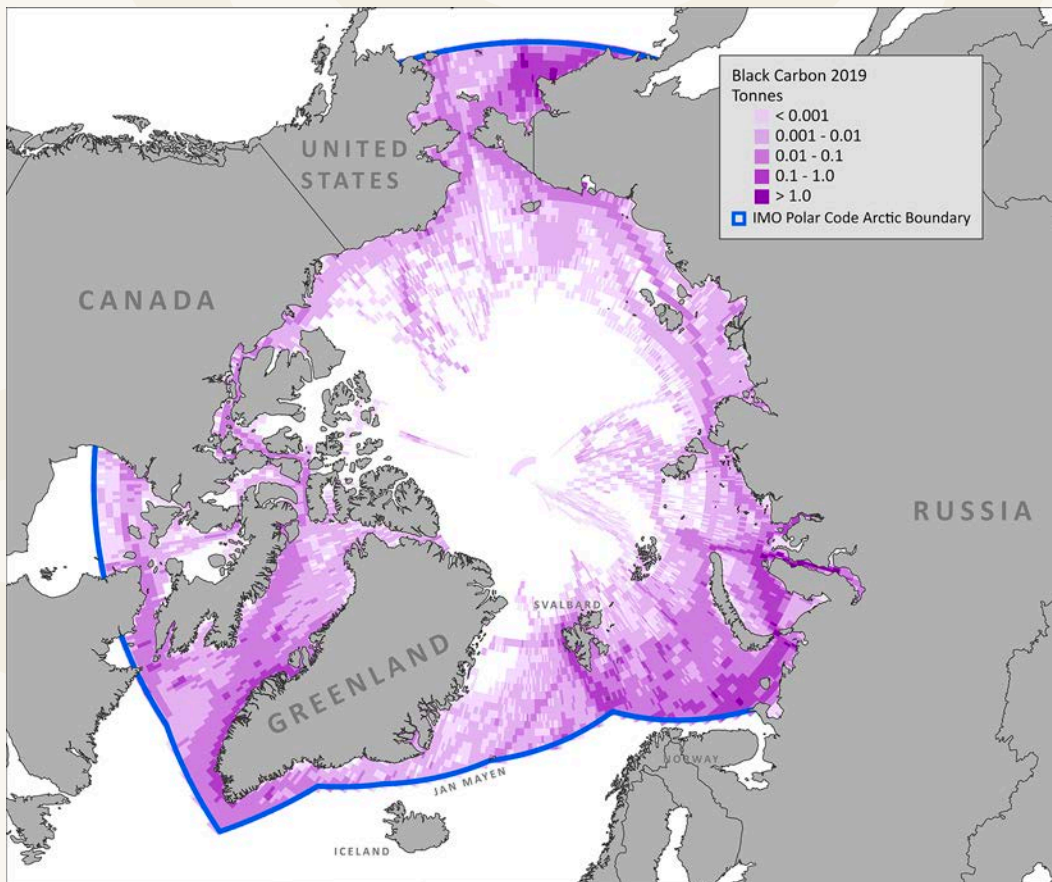 Black Carbon 2019
Tonnes
< 0.001
0.001 - 0.01
0.01 - 0.1
0.1 - 1.0
> 1.0
IMO Polar Code Arctic Boundary
UNITED
STATES
CANADA
RUSSIA
SVALBARD
GREENLAND
NORWAY
JAN MAYEN
ICELAND